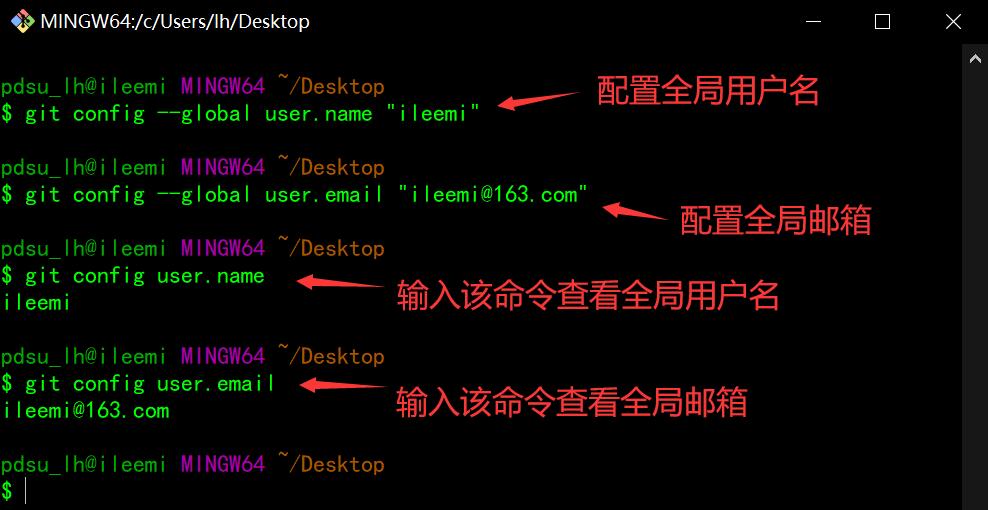 MINGW64:/c/Users/lh/Desktop
pdsu_lh@ileemi MINGW64 ~/Desktop
$ git config --global user.name "ileemi"
配置全局用户名
pdsu_lh@ileemi MINGW64 ~/Desktop
$ git config --global user.email "ileemi@163.com"
配置全局邮箱
pdsu_lh@ileemi MINGW64 ~/Desktop
$ git config user.name
输入该命令查看全局用户名
ileemi
pdsu_lh@ileemi MINGW64 ~/Desktop
$ git config user.email
输入该命令查看全局邮箱
ileemi@163.com
pdsu_lh@ileemi MINGW64 ~/Desktop
$